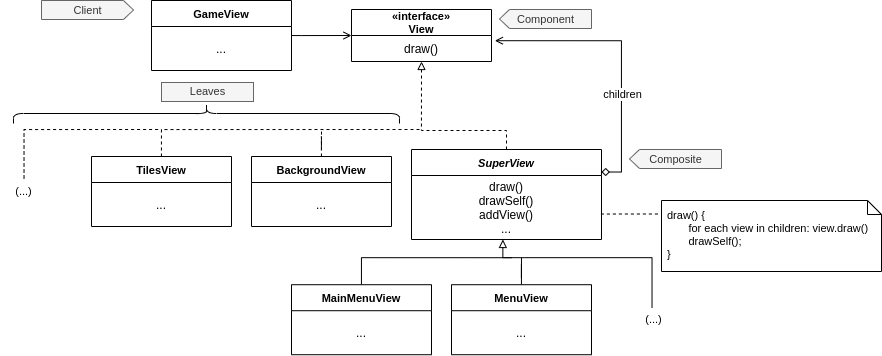 Client
GameView
...
«interface»
View
draw()
Component
children
Leaves
TilesView
...
BackgroundView
...
(...)
SuperView
draw()
drawSelf()
addView()
...
Composite
draw() {
for each view in children: view.draw()
drawSelf();
}
MainMenuView
...
MenuView
...
(...)